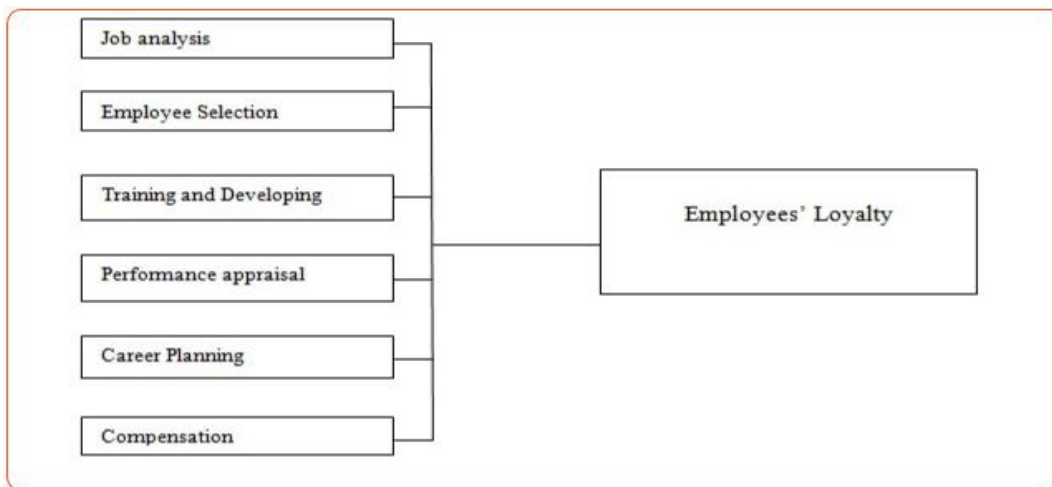 Job analysis
Employee Selection
Training and Developing
Performance appraisal
Career Planning
Compensation
Employees' Loyalty